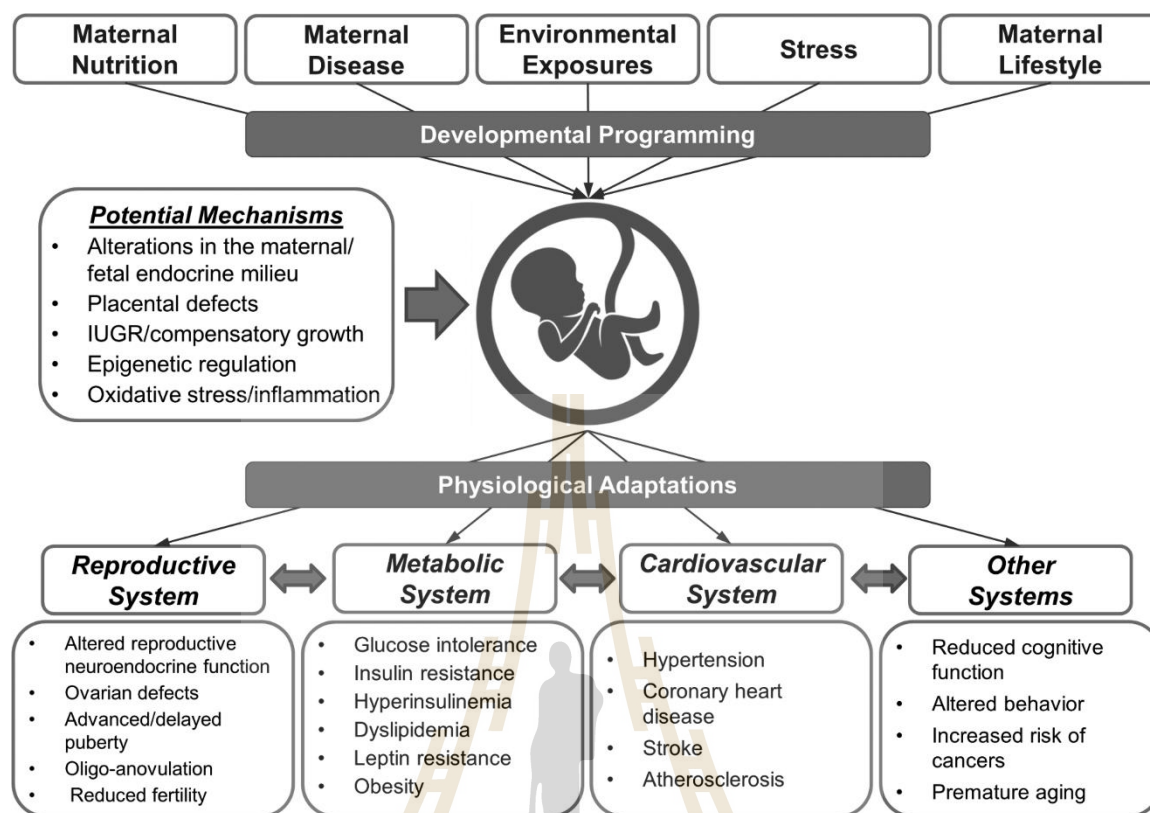 Maternal
Nutrition
Maternal
Disease
Environmental
Exposures
Stress
Maternal
Lifestyle
Developmental Programming
Potential Mechanisms
• Alterations in the maternal/
fetal endocrine milieu
• Placental defects
• IUGR/compensatory growth
• Epigenetic regulation
• Oxidative stress/inflammation
Physiological Adaptations
Reproductive
System
Metabolic
System
Cardiovascular
System
Other
Systems
• Altered reproductive
neuroendocrine function
• Ovarian defects
• Advanced/delayed
puberty
• Oligo-anovulation
• Reduced fertility
• Glucose intolerance
• Insulin resistance
• Hyperinsulinemia
• Dyslipidemia
• Leptin resistance
• Obesity
• Hypertension
• Coronary heart
disease
• Stroke
• Atherosclerosis
• Reduced cognitive
function
• Altered behavior
• Increased risk of
cancers
• Premature aging